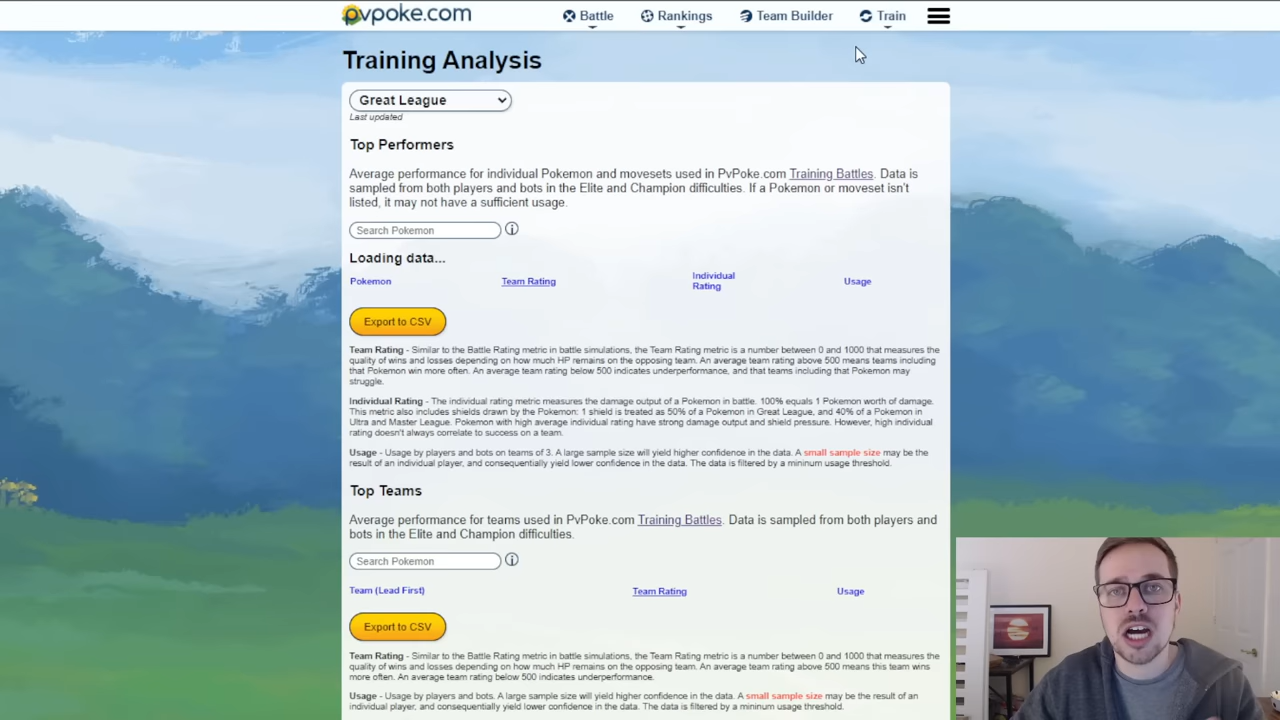 pvpoke.com
Battle
Rankings
Team Builder
Train
Training Analysis
Great League
Last updated
Top Performers
Average performance for individual Pokemon and movesets used in PvPoke.com Training Battles. Data is
sampled from both players and bots in the Elite and Champion difficulties. If a Pokemon or moveset isn't
listed, it may not have a sufficient usage.
Search Pokemon
Loading data...
Pokemon
Team Rating
Individual
Rating
Usage
Export to CSV
Team Rating - Similar to the Battle Rating metric in battle simulations, the Team Rating metric is a number between 0 and 1000 that measures the
quality of wins and losses depending on how much HP remains on the opposing team. An average team rating above 500 means teams including
that Pokemon win more often. An average team rating below 500 indicates underperformance, and that teams including that Pokemon may
struggle.
Individual Rating - The individual rating metric measures the damage output of a Pokemon in battle. 100% equals 1 Pokemon worth of damage.
This metric also includes shields drawn by the Pokemon: 1 shield is treated as 50% of a Pokemon in Great League, and 40% of a Pokemon in
Ultra and Master League. Pokemon with high average individual rating have strong damage output and shield pressure. However, high individual
rating doesn't always correlate to success on a team.
Usage - Usage by players and bots on teams of 3. A large sample size will yield higher confidence in the data. A small sample size may be the
result of an individual player, and consequentially yield lower confidence in the data. The data is filtered by a mininum usage threshold.
Top Teams
Average performance for teams used in PvPoke.com Training Battles. Data is sampled from both players and
bots in the Elite and Champion difficulties.
Search Pokemon
Team (Lead First)
Team Rating
Usage
Export to CSV
Team Rating - Similar to the Battle Rating metric in battle simulations, the Team Rating metric is a number between 0 and 1000 that measures the
quality of wins and losses depending on how much HP remains on the opposing team. An average team rating above 500 means this team wins
more often. An average team rating below 500 indicates underperformance.
Usage - Usage by players and bots. A large sample size will yield higher confidence in the data. A small sample size may be the result of an
individual player, and consequentially yield lower confidence in the data. The data is filtered by a mininum usage threshold.